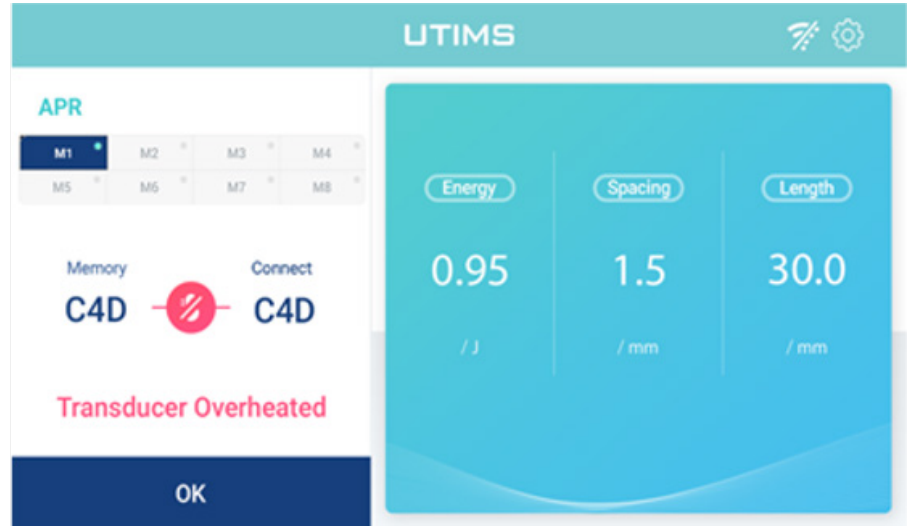 UTIMS
APR
M1 M2 M3 M4
M5 M6 M7 M8
Memory Connect
C4D C4D
Transducer Overheated
OK
Energy Spacing Length
0.95 1.5 30.0
/ J / mm / mm